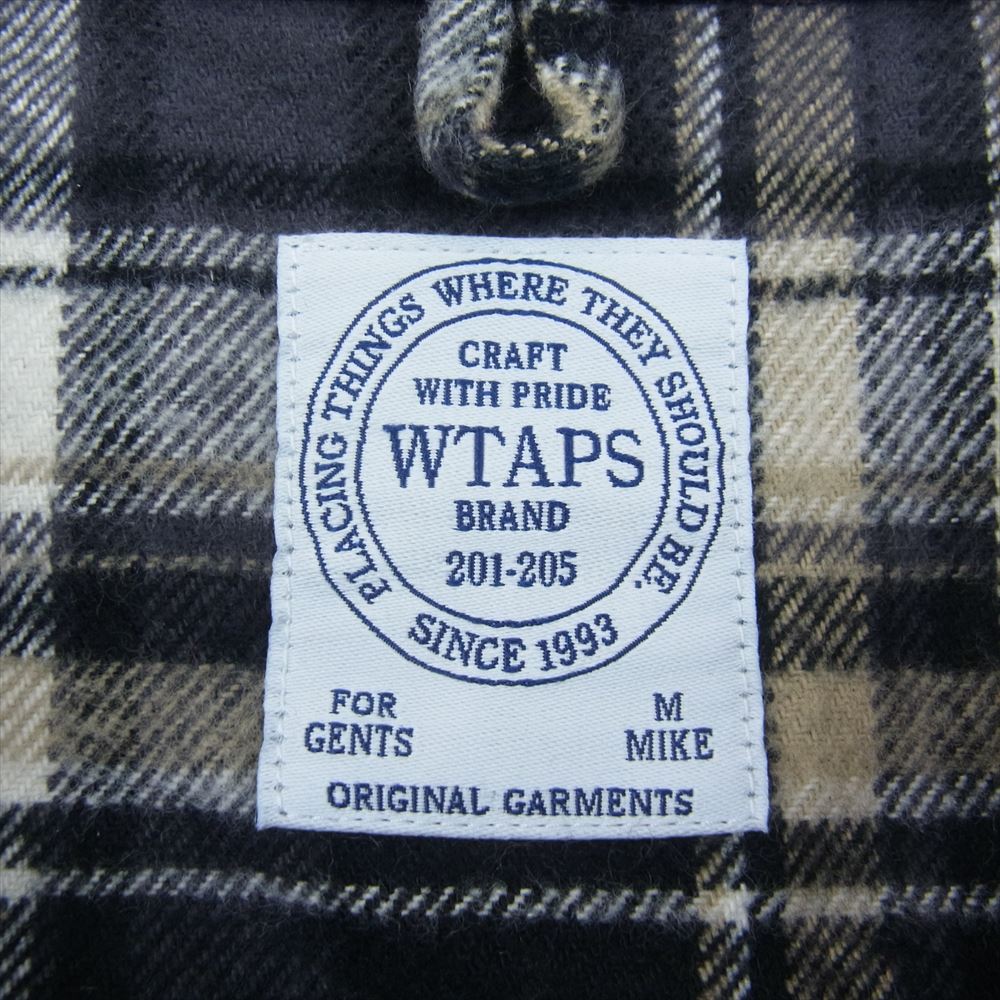 PLACING THINGS WHERE THEY SHOULD BE.
CRAFT
WITH PRIDE
WTAPS
BRAND
201-205
SINCE 1993
FOR
GENTS
M
MIKE
ORIGINAL GARMENTS